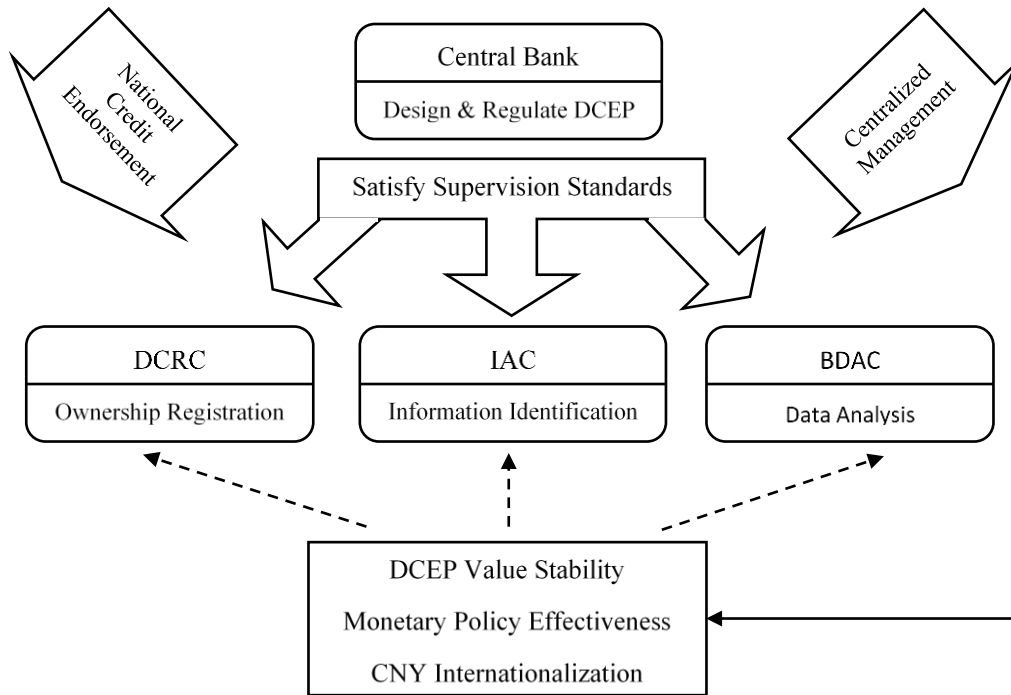 National
Credit
Endorsement
Central Bank
Design & Regulate DCEP
Centralized
Management
Satisfy Supervision Standards
DCRC
Ownership Registration
IAC
Information Identification
BDAC
Data Analysis
DCEP Value Stability
Monetary Policy Effectiveness
CNY Internationalization